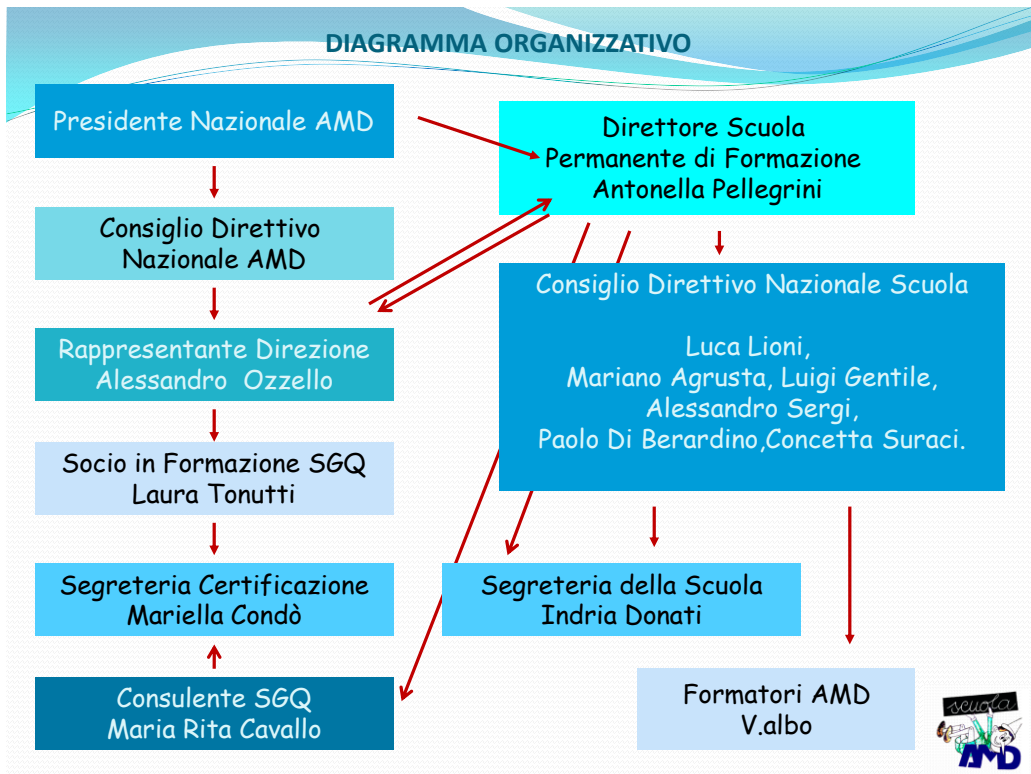 DIAGRAMMA ORGANIZZATIVO
Presidente Nazionale AMD
Direttore Scuola
Permanente di Formazione
Antonella Pellegrini
Consiglio Direttivo
Nazionale AMD
Consiglio Direttivo Nazionale Scuola
Luca Lioni,
Mariano Agrusta, Luigi Gentile,
Alessandro Sergi,
Paolo Di Berardino,Concetta Suraci.
Rappresentante Direzione
Alessandro  Ozzello
Socio in Formazione SGQ
Laura Tonutti
Segreteria Certificazione
Mariella Condò
Segreteria della Scuola
Indria Donati
Consulente SGQ
Maria Rita Cavallo
Formatori AMD
V.albo
scuola
AMD